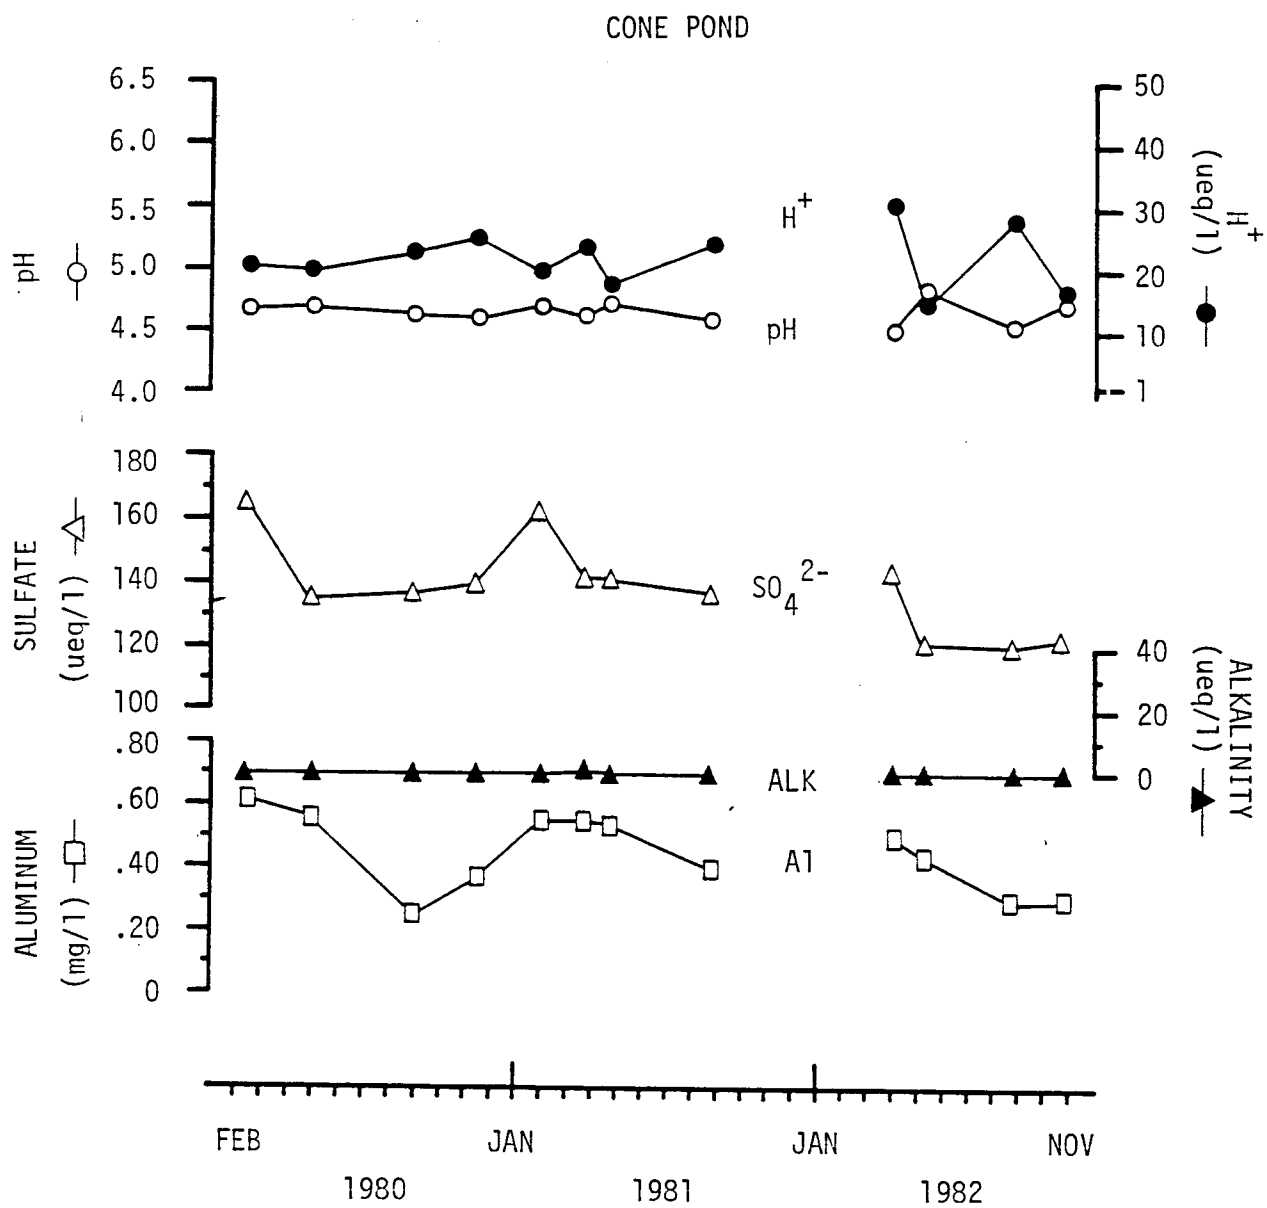 CONE POND
6.5
6.0
5.5
5.0
4.5
4.0
pH
50
40
30
20
10
1
H+
(ueq/l)
H+
pH
180
160
140
120
100
SULFATE
(ueq/l)
SO4 2-
40
20
0
ALKALINITY
(ueq/l)
.80
.60
.40
.20
0
ALUMINUM
(mg/l)
ALK
Al
FEB JAN JAN NOV
1980 1981 1982